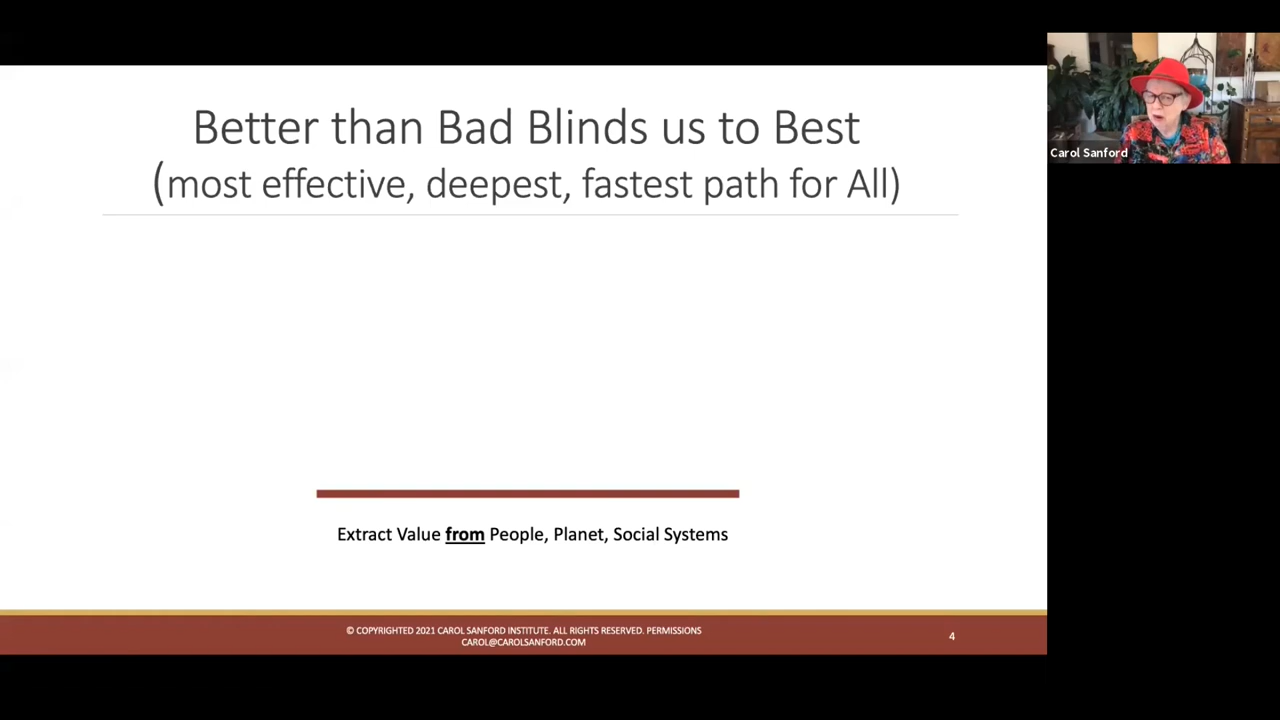 Better than Bad Blinds us to Best
(most effective, deepest, fastest path for All)
Carol Sanford
Extract Value from People, Planet, Social Systems
© COPYRIGHTED 2021 CAROL SANFORD INSTITUTE. ALL RIGHTS RESERVED. PERMISSIONS
CAROL@CAROLSANFORD.COM
4